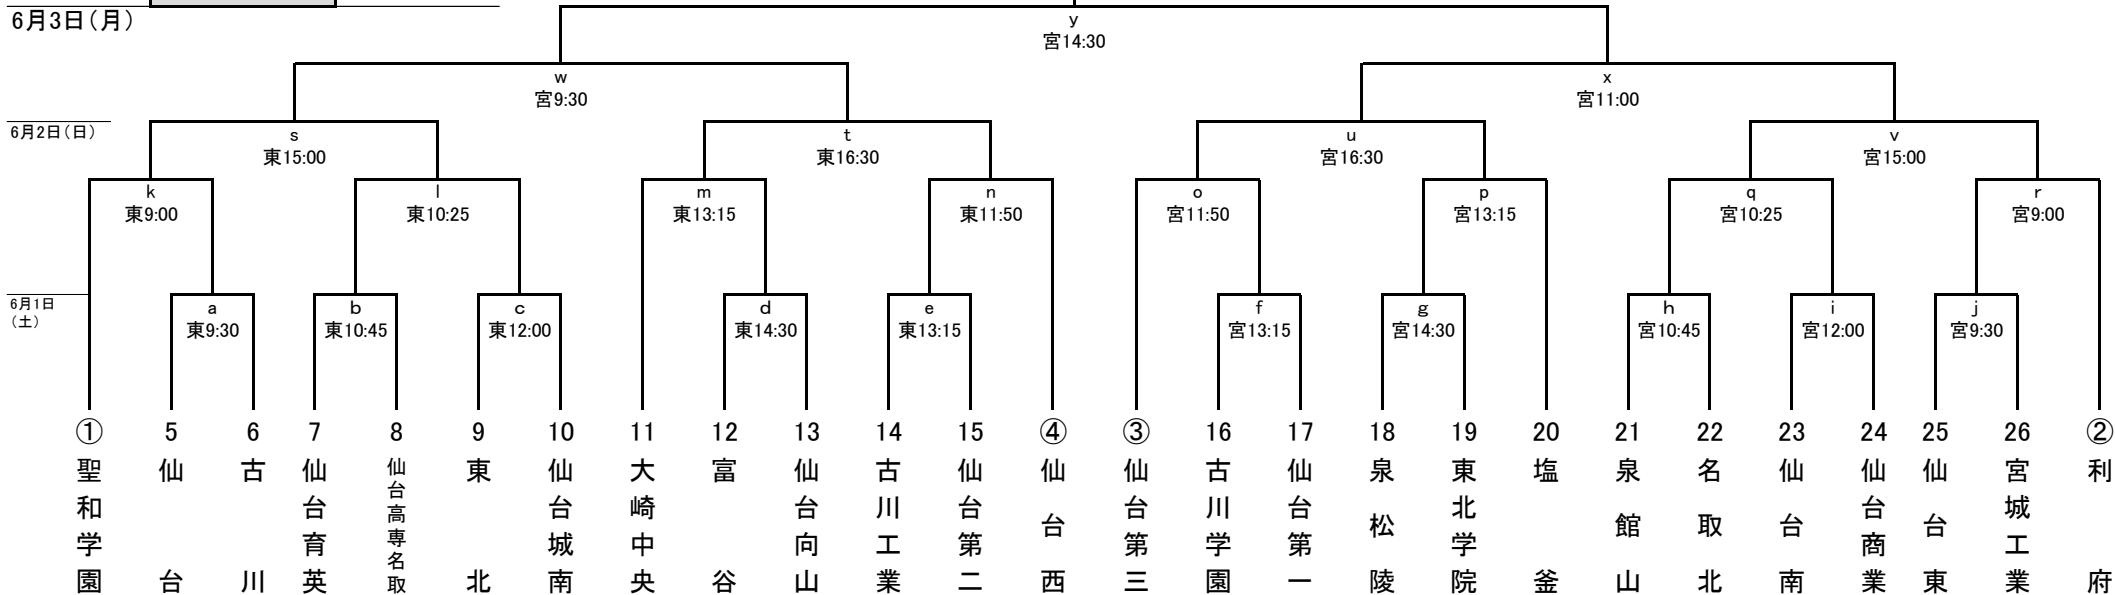 6月3日（月）
y
宮14:30
w
宮9:30
x
宮11:00
6月2日（日）
s
東15:00
t
東16:30
u
宮16:30
v
宮15:00
k
東9:00
l
東10:25
m
東13:15
n
東11:50
o
宮11:50
p
宮13:15
q
宮10:25
r
宮9:00
6月1日
（土）
a
東9:30
b
東10:45
c
東12:00
d
東14:30
e
東13:15
f
宮13:15
g
宮14:30
h
宮10:45
i
宮12:00
j
宮9:30
①
聖和学園
5
仙台
6
古川
7
仙台育英
8
仙台高専名取
9
東北
10
仙台城南
11
大崎中央
12
富谷
13
仙台向山
14
古川工業
15
仙台第二
④
仙台西
③
仙台第三
16
古川学園
17
仙台第一
18
泉松陵
19
東北学院
20
塩釜
21
泉館山
22
名取北
23
仙台南
24
仙台商業
25
仙台東
26
宮城工業
②
利府